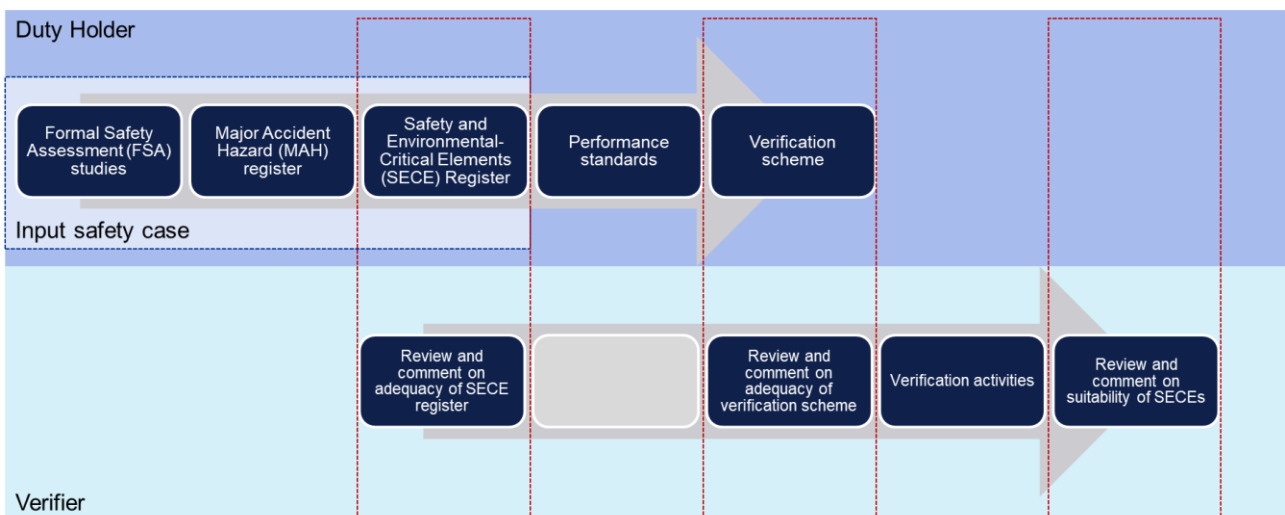 Duty Holder
Formal Safety
Assessment (FSA)
studies
Major Accident
Hazard (MAH)
register
Safety and
Environmental-
Critical Elements
(SECE) Register
Performance
standards
Verification
scheme
Input safety case
Review and
comment on
adequacy of SECE
register
Review and
comment on
adequacy of
verification scheme
Verification activities
Review and
comment on
suitability of SECEs
Verifier